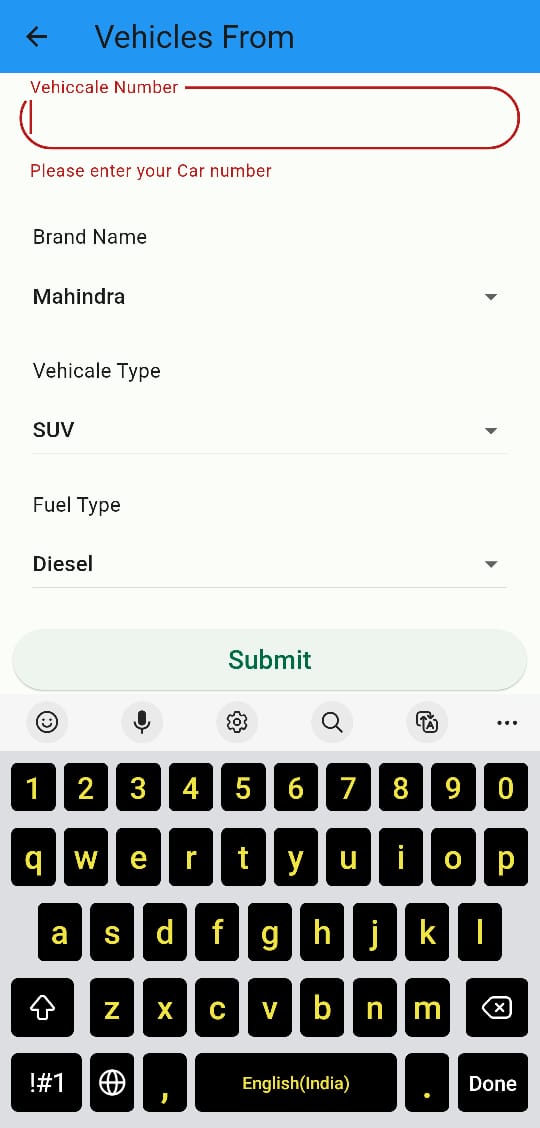 Vehicles From
Vehiccale Number
Please enter your Car number
Brand Name
Mahindra
Vehicale Type
SUV
Fuel Type
Diesel
Submit
1 2 3 4 5 6 7 8 9 0
q w e r t y u i o p
a s d f g h j k l
z x c v b n m
!#1 , English(India) . Done